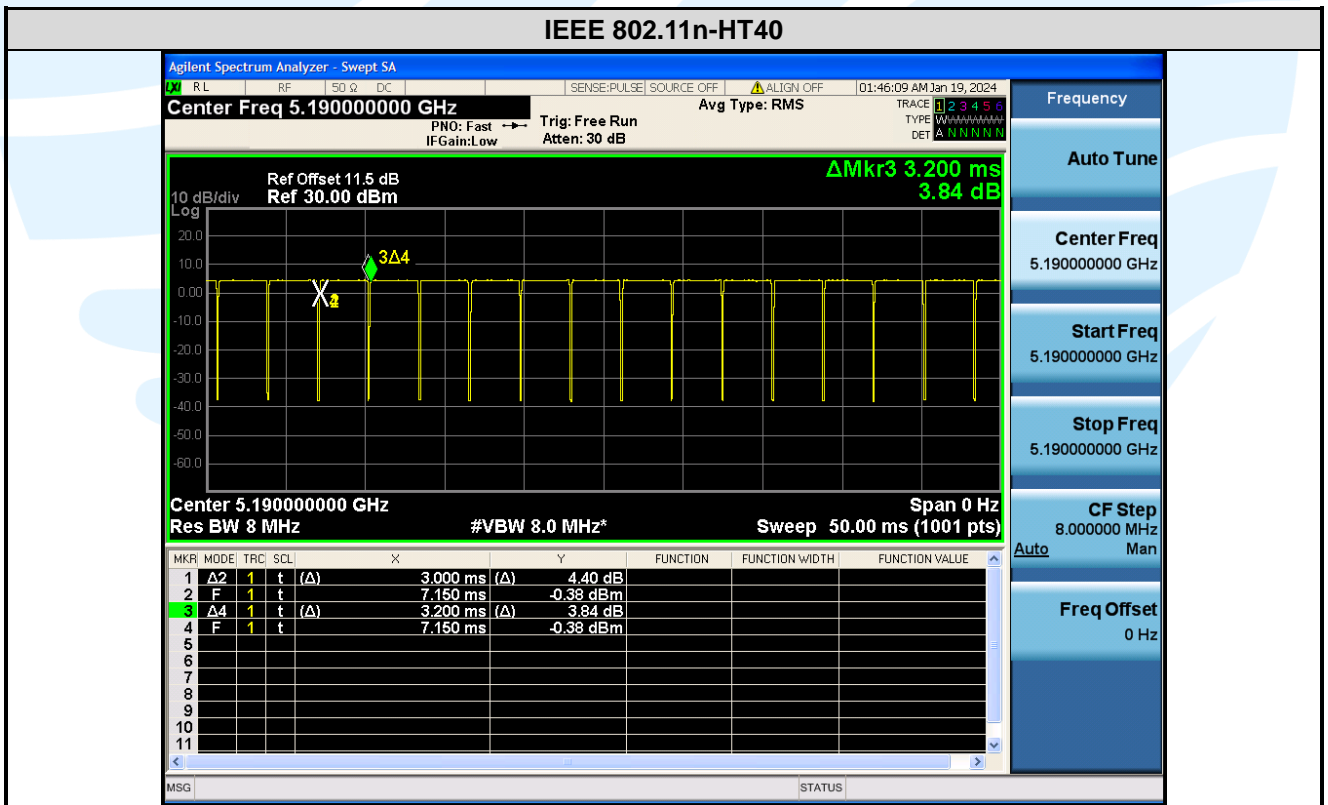 IEEE 802.11n-HT40
Agilent Spectrum Analyzer - Swept SA
LXI RL RF 50 Ω DC SENSE:PULSE SOURCE OFF ALIGN OFF 01:46:09 AM Jan 19, 2024
Center Freq 5.190000000 GHz Avg Type: RMS TRACE 1 2 3 4 5 6
PNO: Fast Trig: Free Run TYPE
IFGain:Low Atten: 30 dB DET A N N N N N
ΔMkr3 3.200 ms
3.84 dB
Ref Offset 11.5 dB
10 dB/div Ref 30.00 dBm
Log
20.0
10.0
0.00
-10.0
-20.0
-30.0
-40.0
-50.0
-60.0
3Δ4
Center 5.190000000 GHz Span 0 Hz
Res BW 8 MHz #VBW 8.0 MHz* Sweep 50.00 ms (1001 pts)
MKR MODE TRC SCL X Y FUNCTION FUNCTION WIDTH FUNCTION VALUE
1 Δ2 1 t (Δ) 3.000 ms (Δ) 4.40 dB
2 F 1 t 7.150 ms -0.38 dBm
3 Δ4 1 t (Δ) 3.200 ms (Δ) 3.84 dB
4 F 1 t 7.150 ms -0.38 dBm
5
6
7
8
9
10
11
MSG STATUS
Frequency
Auto Tune
Center Freq
5.190000000 GHz
Start Freq
5.190000000 GHz
Stop Freq
5.190000000 GHz
CF Step
8.000000 MHz
Auto Man
Freq Offset
0 Hz